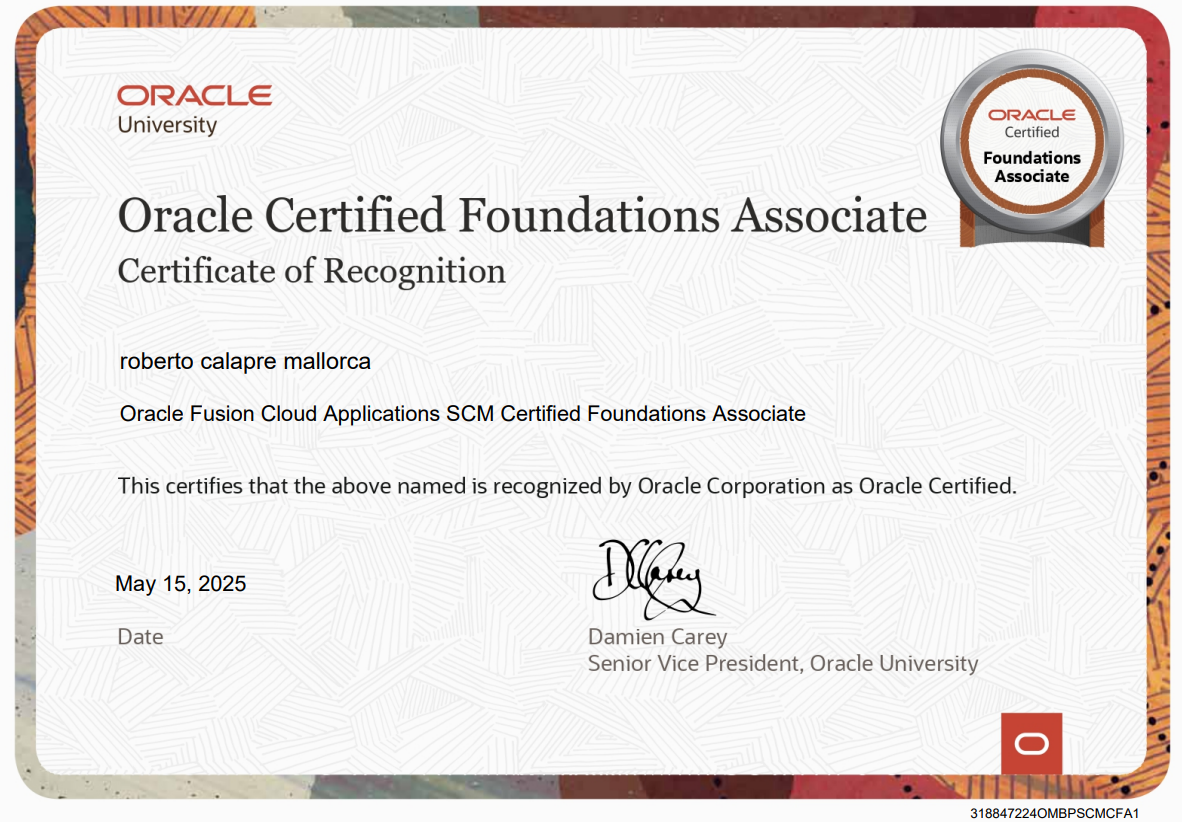 ORACLE
University
ORACLE
Certified
Foundations
Associate
Oracle Certified Foundations Associate
Certificate of Recognition
roberto calapre mallorca
Oracle Fusion Cloud Applications SCM Certified Foundations Associate
This certifies that the above named is recognized by Oracle Corporation as Oracle Certified.
DCarey
May 15, 2025
Date
Damien Carey
Senior Vice President, Oracle University
318847224OMBPSCMCFA1